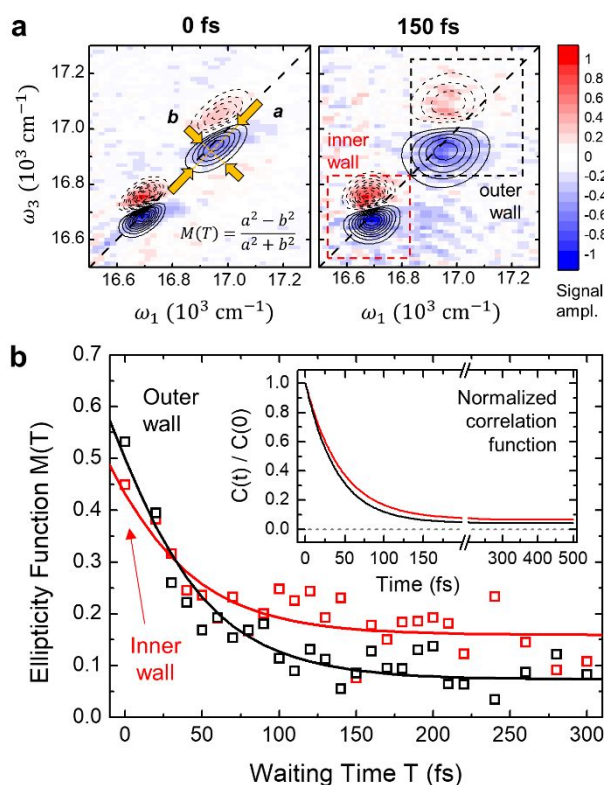 a
0 fs
150 fs
ω₃ (10³ cm⁻¹)
17.2
17.0
16.8
16.6
b
a
M(T) = (a² − b²) / (a² + b²)
inner
wall
outer
wall
16.6 16.8 17.0 17.2
16.6 16.8 17.0 17.2
ω₁ (10³ cm⁻¹)
ω₁ (10³ cm⁻¹)
1
0.8
0.6
0.4
0.2
0
-0.2
-0.4
-0.6
-0.8
-1
Signal
ampl.
b
Ellipticity Function M(T)
0.7
0.6
0.5
0.4
0.3
0.2
0.1
0.0
Outer
wall
Inner
wall
C(t) / C(0)
1.0
0.8
0.6
0.4
0.2
0.0
Normalized
correlation
function
0 50 100 150 300 400 500
Time (fs)
0 50 100 150 200 250 300
Waiting Time T (fs)